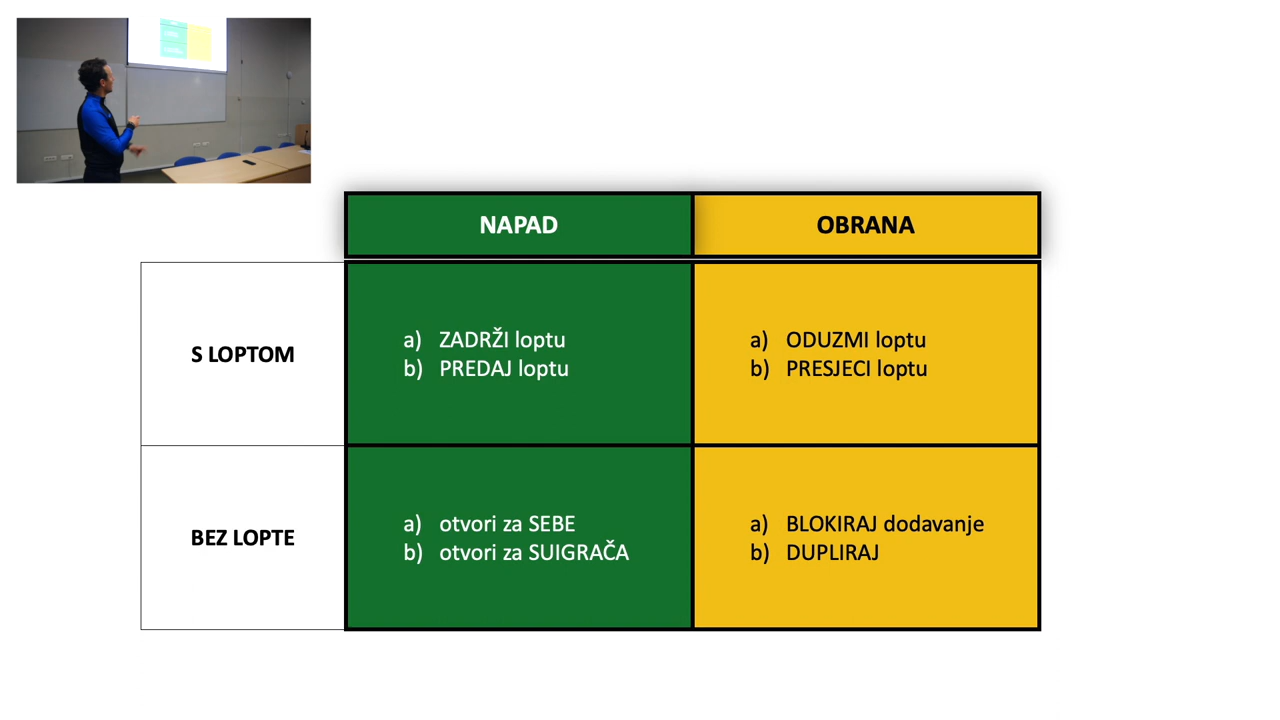 NAPAD
OBRANA
S LOPTOM
a) ZADRŽI loptu
b) PREDAJ loptu
a) ODUZMI loptu
b) PRESJECI loptu
BEZ LOPTE
a) otvori za SEBE
b) otvori za SUIGRAČA
a) BLOKIRAJ dodavanje
b) DUPLIRAJ